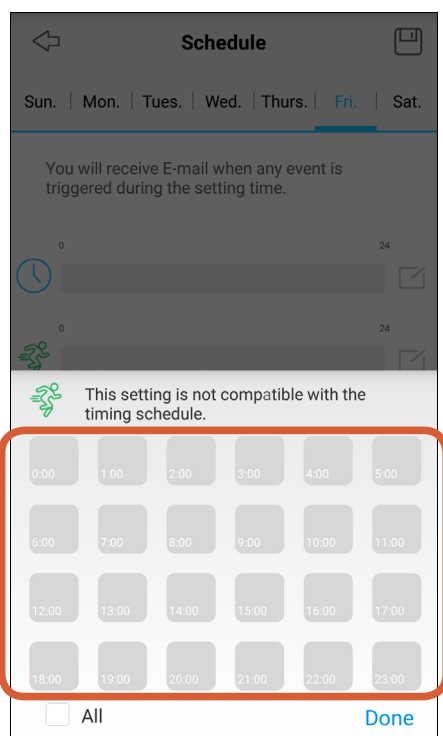 Schedule
Sun. | Mon. | Tues. | Wed. | Thurs. | Fri. | Sat.
You will receive E-mail when any event is
triggered during the setting time.
0 24
0 24
This setting is not compatible with the
timing schedule.
0:00 1:00 2:00 3:00 4:00 5:00
6:00 7:00 8:00 9:00 10:00 11:00
12:00 13:00 14:00 15:00 16:00 17:00
18:00 19:00 20:00 21:00 22:00 23:00
All Done